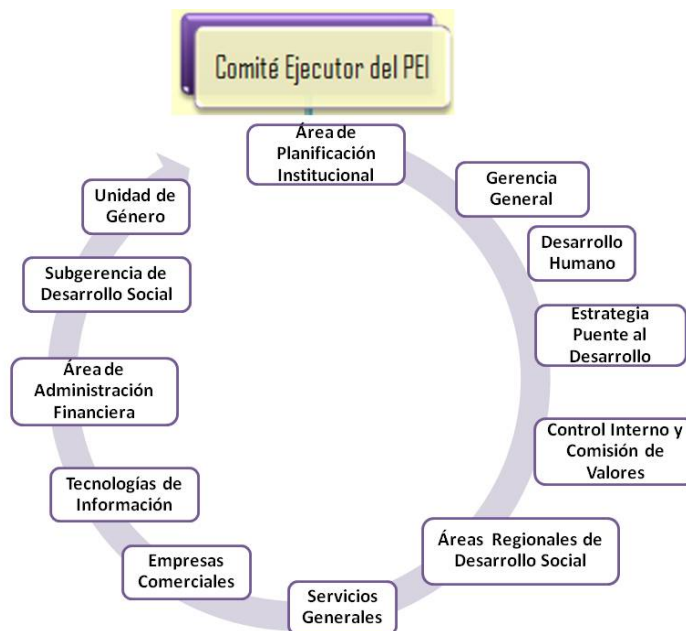 Comité Ejecutor del PEI
Área de
Planificación
Institucional
Gerencia
General
Desarrollo
Humano
Estrategia
Puente al
Desarrollo
Control Interno y
Comisión de
Valores
Áreas Regionales de
Desarrollo Social
Servicios
Generales
Empresas
Comerciales
Tecnologías de
Información
Área de
Administración
Financiera
Subgerencia de
Desarrollo Social
Unidad de
Género